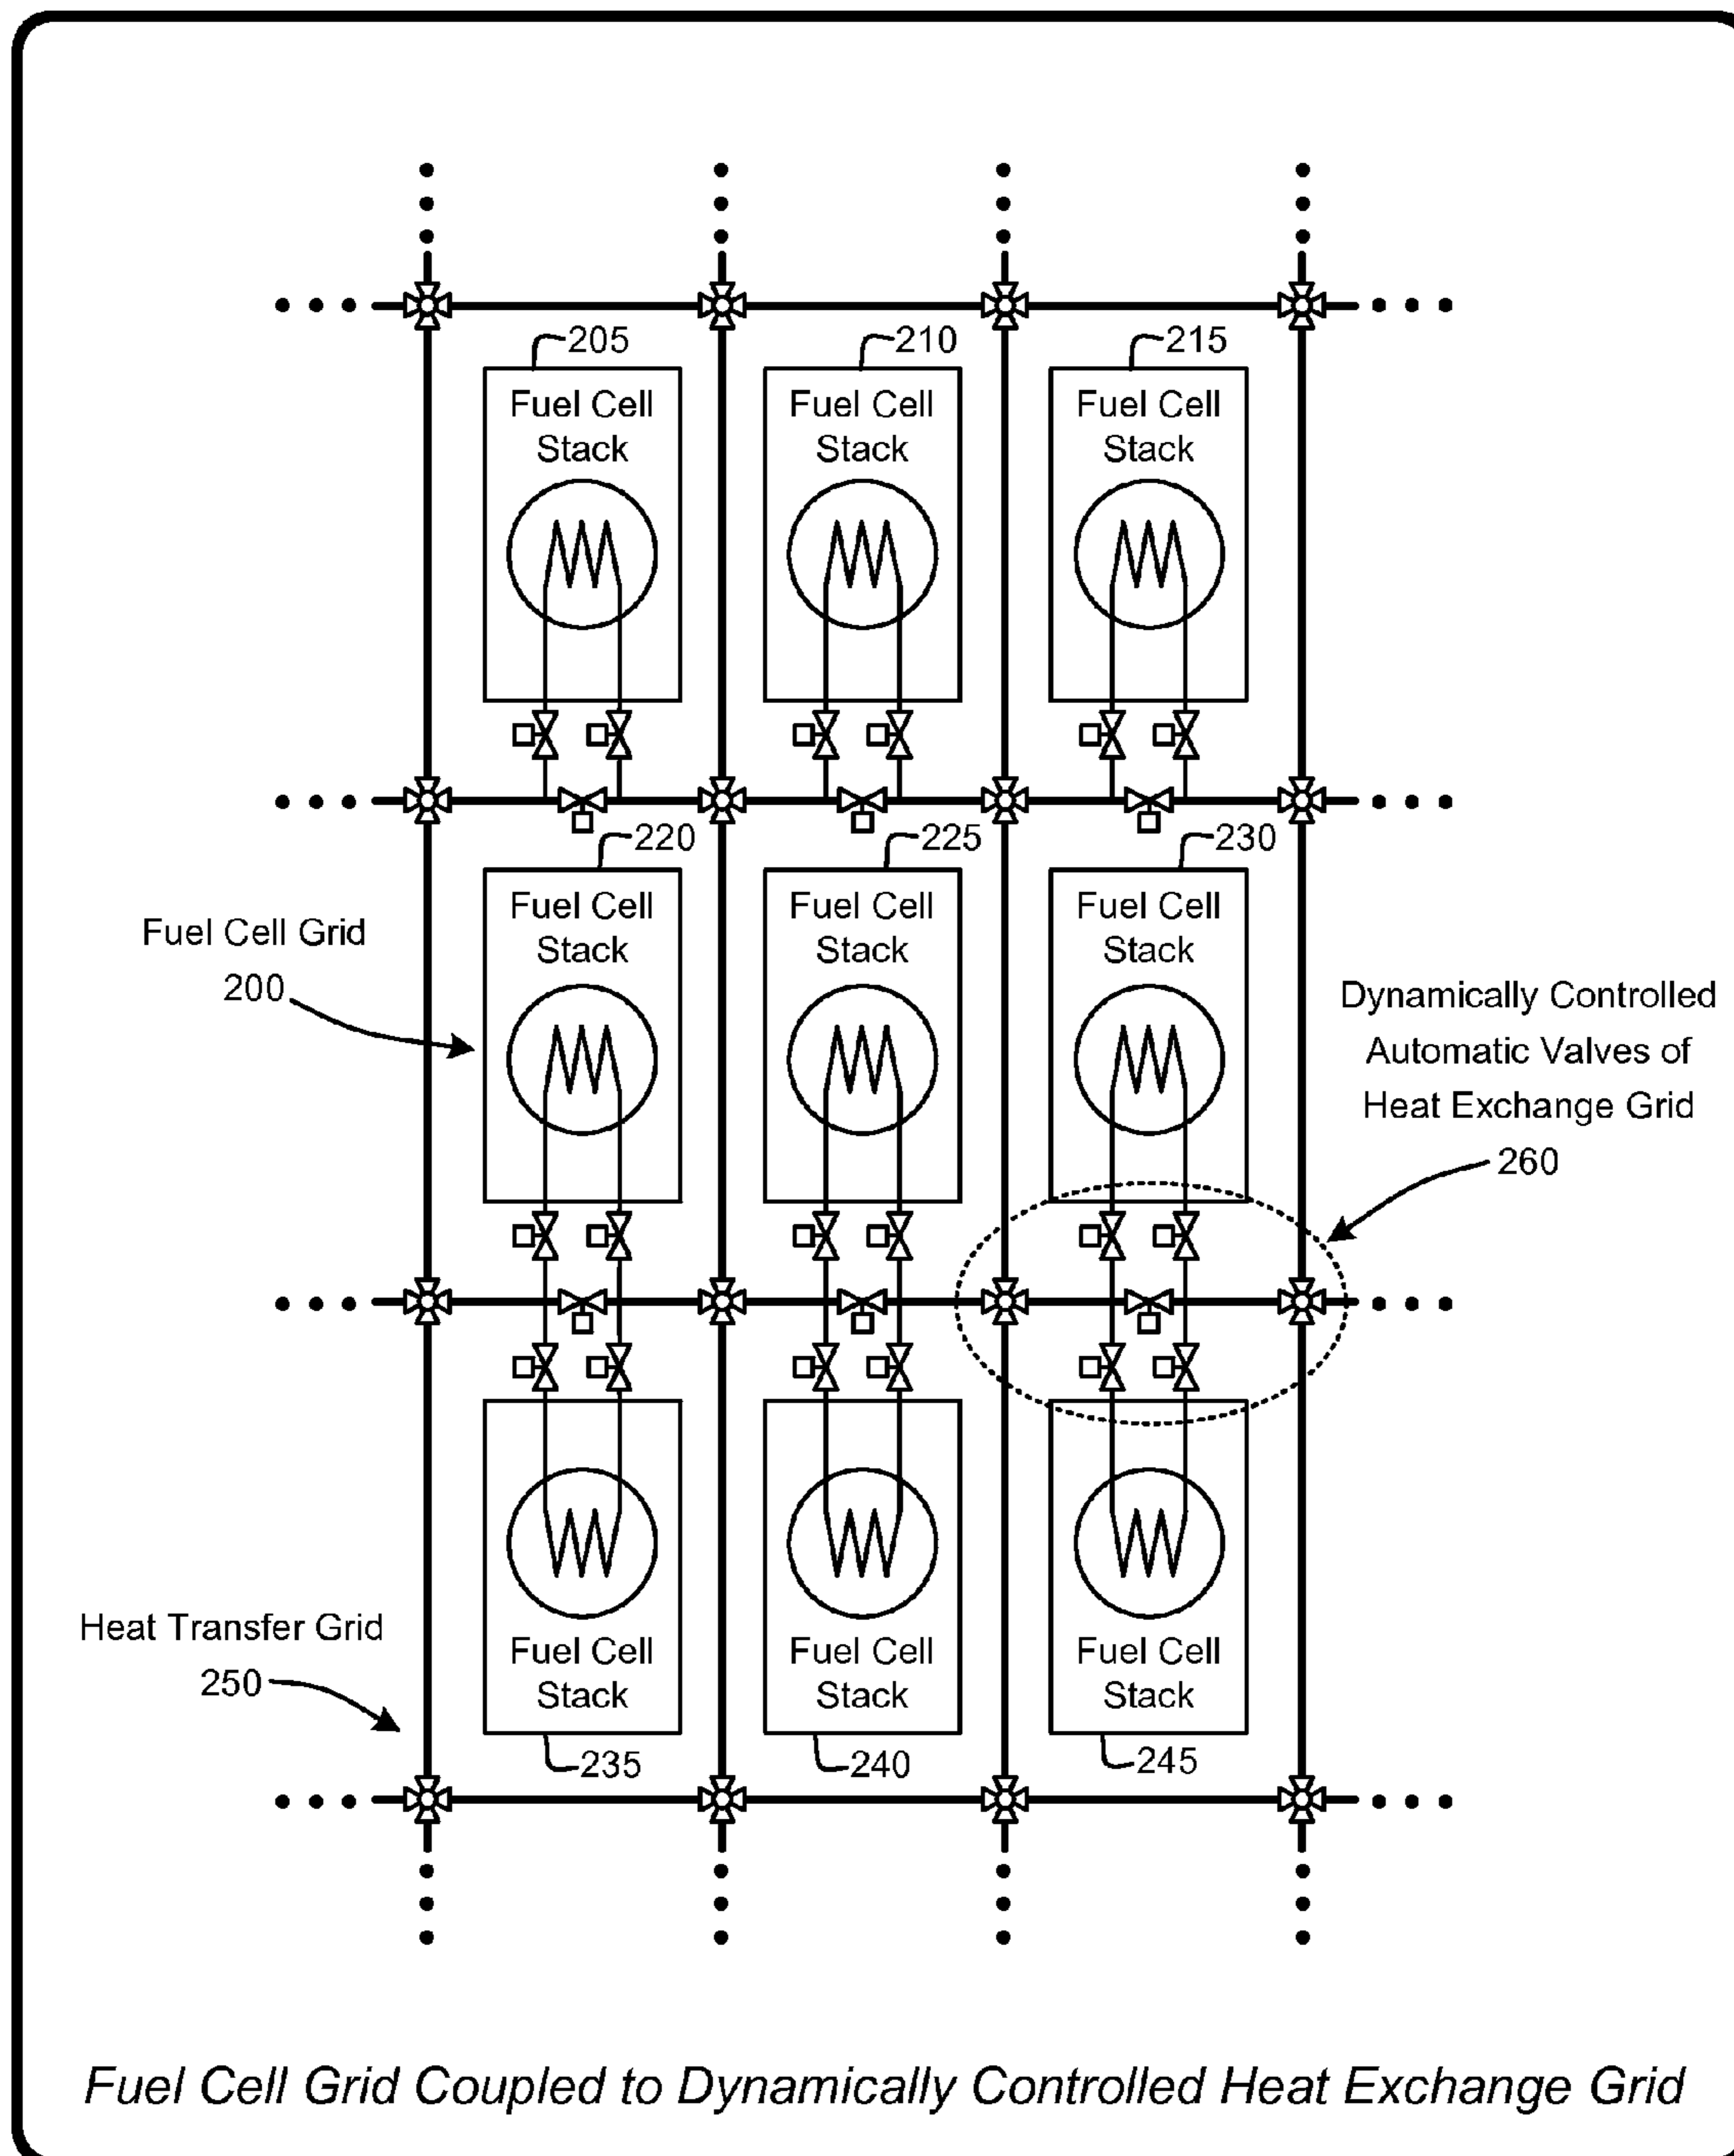 205
210
215
Fuel Cell
Stack
Fuel Cell
Stack
Fuel Cell
Stack
220
225
230
Fuel Cell
Stack
Fuel Cell
Stack
Fuel Cell
Stack
Fuel Cell Grid
200
Dynamically Controlled
Automatic Valves of
Heat Exchange Grid
260
Heat Transfer Grid
250
Fuel Cell
Stack
Fuel Cell
Stack
Fuel Cell
Stack
235
240
245
Fuel Cell Grid Coupled to Dynamically Controlled Heat Exchange Grid